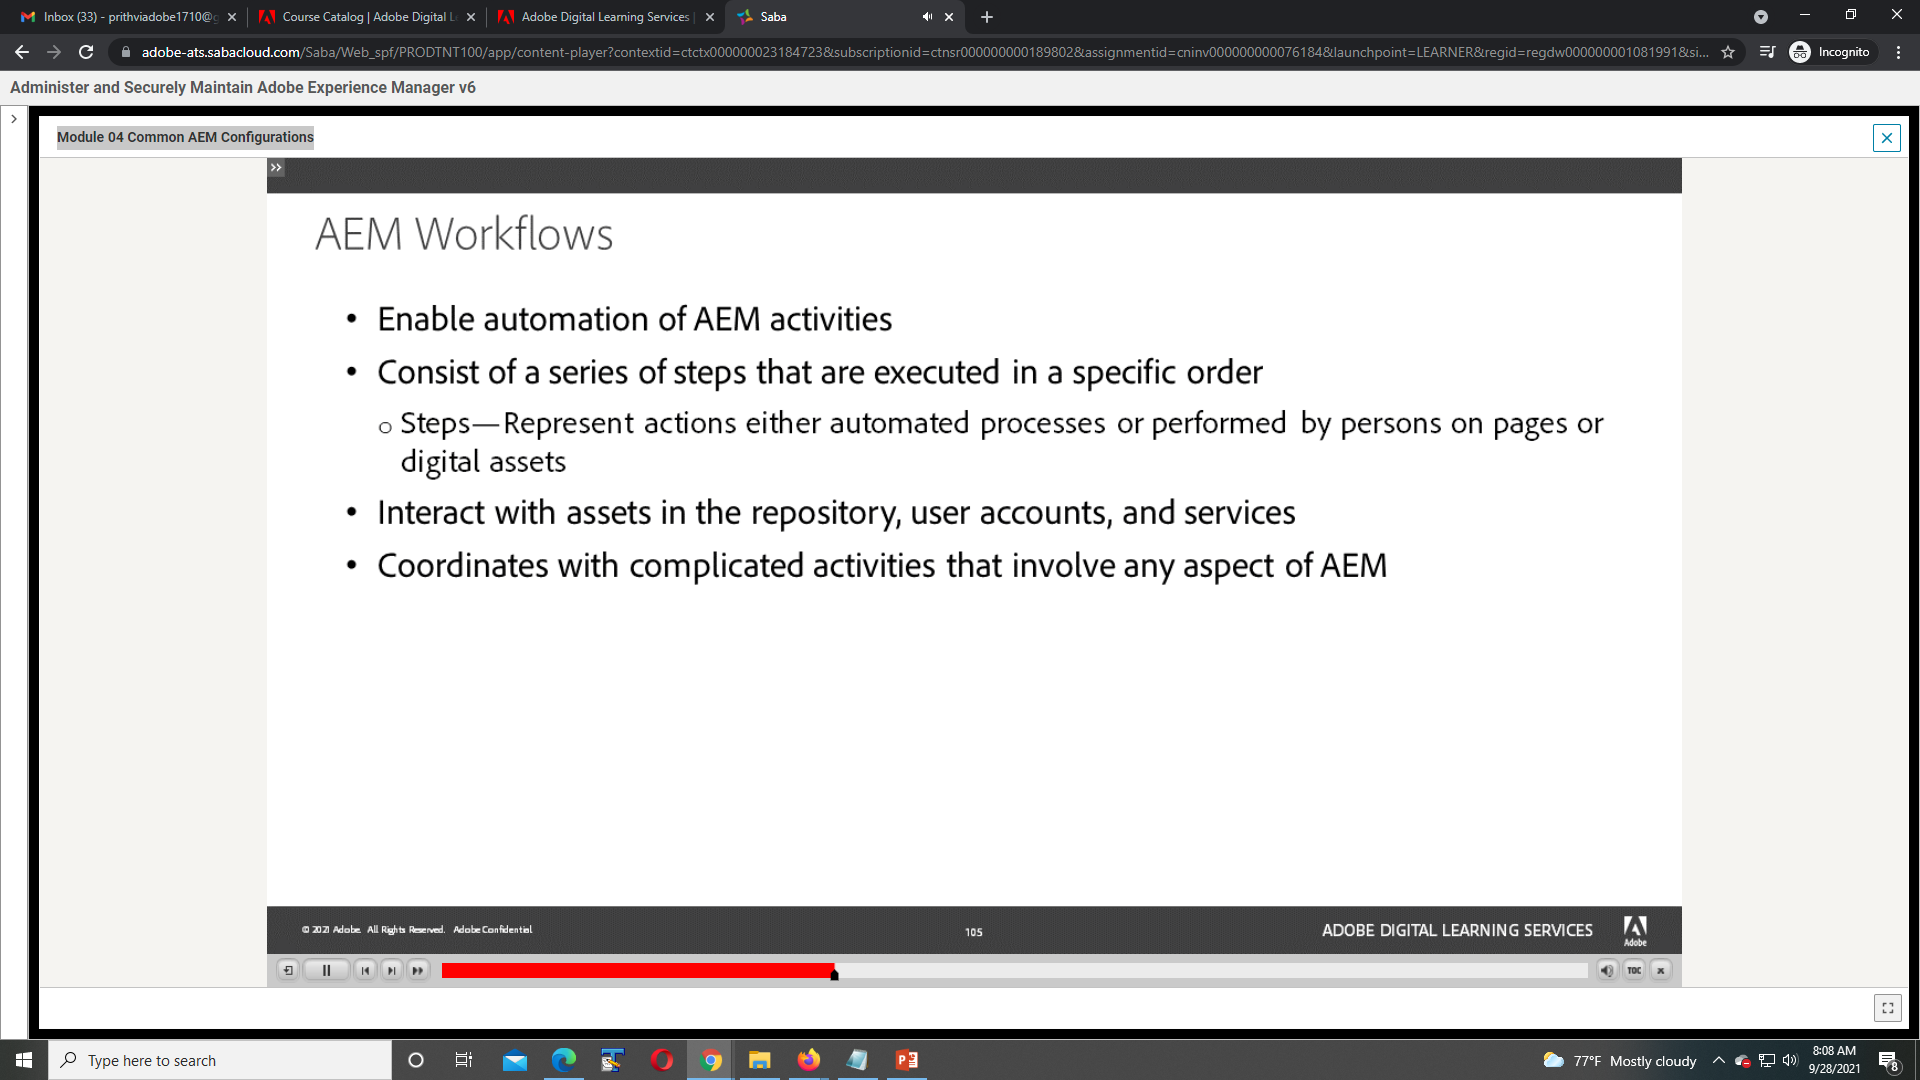 Inbox (33) - prithviadobe1710@g
Course Catalog | Adobe Digital L
Adobe Digital Learning Services |
Saba
adobe-ats.sabacloud.com/Saba/Web_spf/PRODTNT100/app/content-player?contextid=ctctx000000023184723&subscriptionid=ctnsr000000000189802&assignmentid=cninv000000000076184&launchpoint=LEARNER&regid=regdw000000001081991&si...
Incognito
Administer and Securely Maintain Adobe Experience Manager v6
Module 04 Common AEM Configurations
AEM Workflows
• Enable automation of AEM activities
• Consist of a series of steps that are executed in a specific order
o Steps—Represent actions either automated processes or performed by persons on pages or
digital assets
• Interact with assets in the repository, user accounts, and services
• Coordinates with complicated activities that involve any aspect of AEM
© 2021 Adobe. All Rights Reserved. Adobe Confidential.
105
ADOBE DIGITAL LEARNING SERVICES
Adobe
TOC
Type here to search
77°F Mostly cloudy
8:08 AM
9/28/2021
8